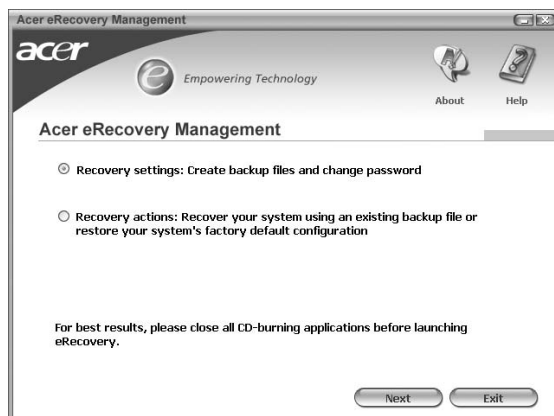 Acer eRecovery Management
acer
e
Empowering Technology
About
Help
Acer eRecovery Management
Recovery settings: Create backup files and change password
Recovery actions: Recover your system using an existing backup file or
restore your system's factory default configuration
For best results, please close all CD-burning applications before launching
eRecovery.
Next
Exit